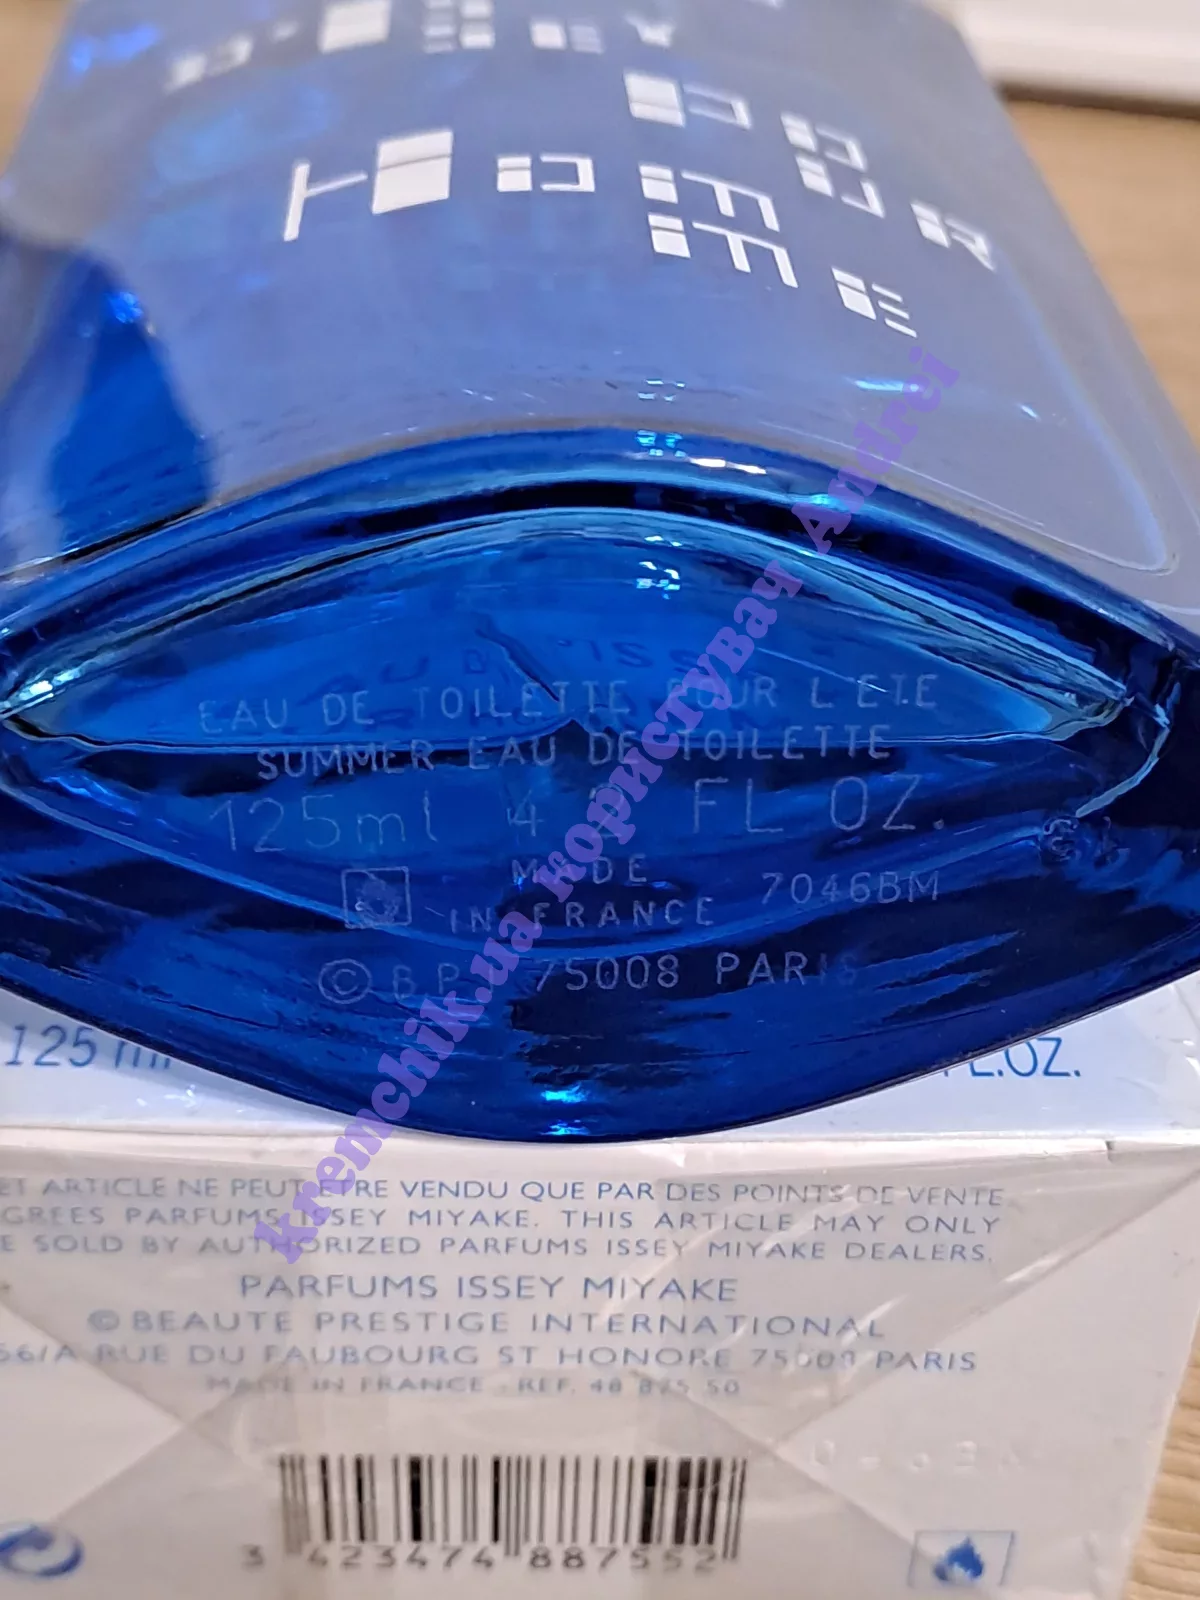 EAU DE TOILETTE POUR L'ETE
SUMMER EAU DE TOILETTE
125ml 4 FL OZ.
MADE
IN FRANCE 7046BM
© B.P. 75008 PARIS
125 ml FL.OZ.
ET ARTICLE NE PEUT ETRE VENDU QUE PAR DES POINTS DE VENTE
GREES PARFUMS ISSEY MIYAKE. THIS ARTICLE MAY ONLY
E SOLD BY AUTHORIZED PARFUMS ISSEY MIYAKE DEALERS.
PARFUMS ISSEY MIYAKE
© BEAUTE PRESTIGE INTERNATIONAL
56/A RUE DU FAUBOURG ST HONORE 75008 PARIS
MADE IN FRANCE - REF. 48 875 50
3 423474 887552
kremchik.ua користувач Andrei